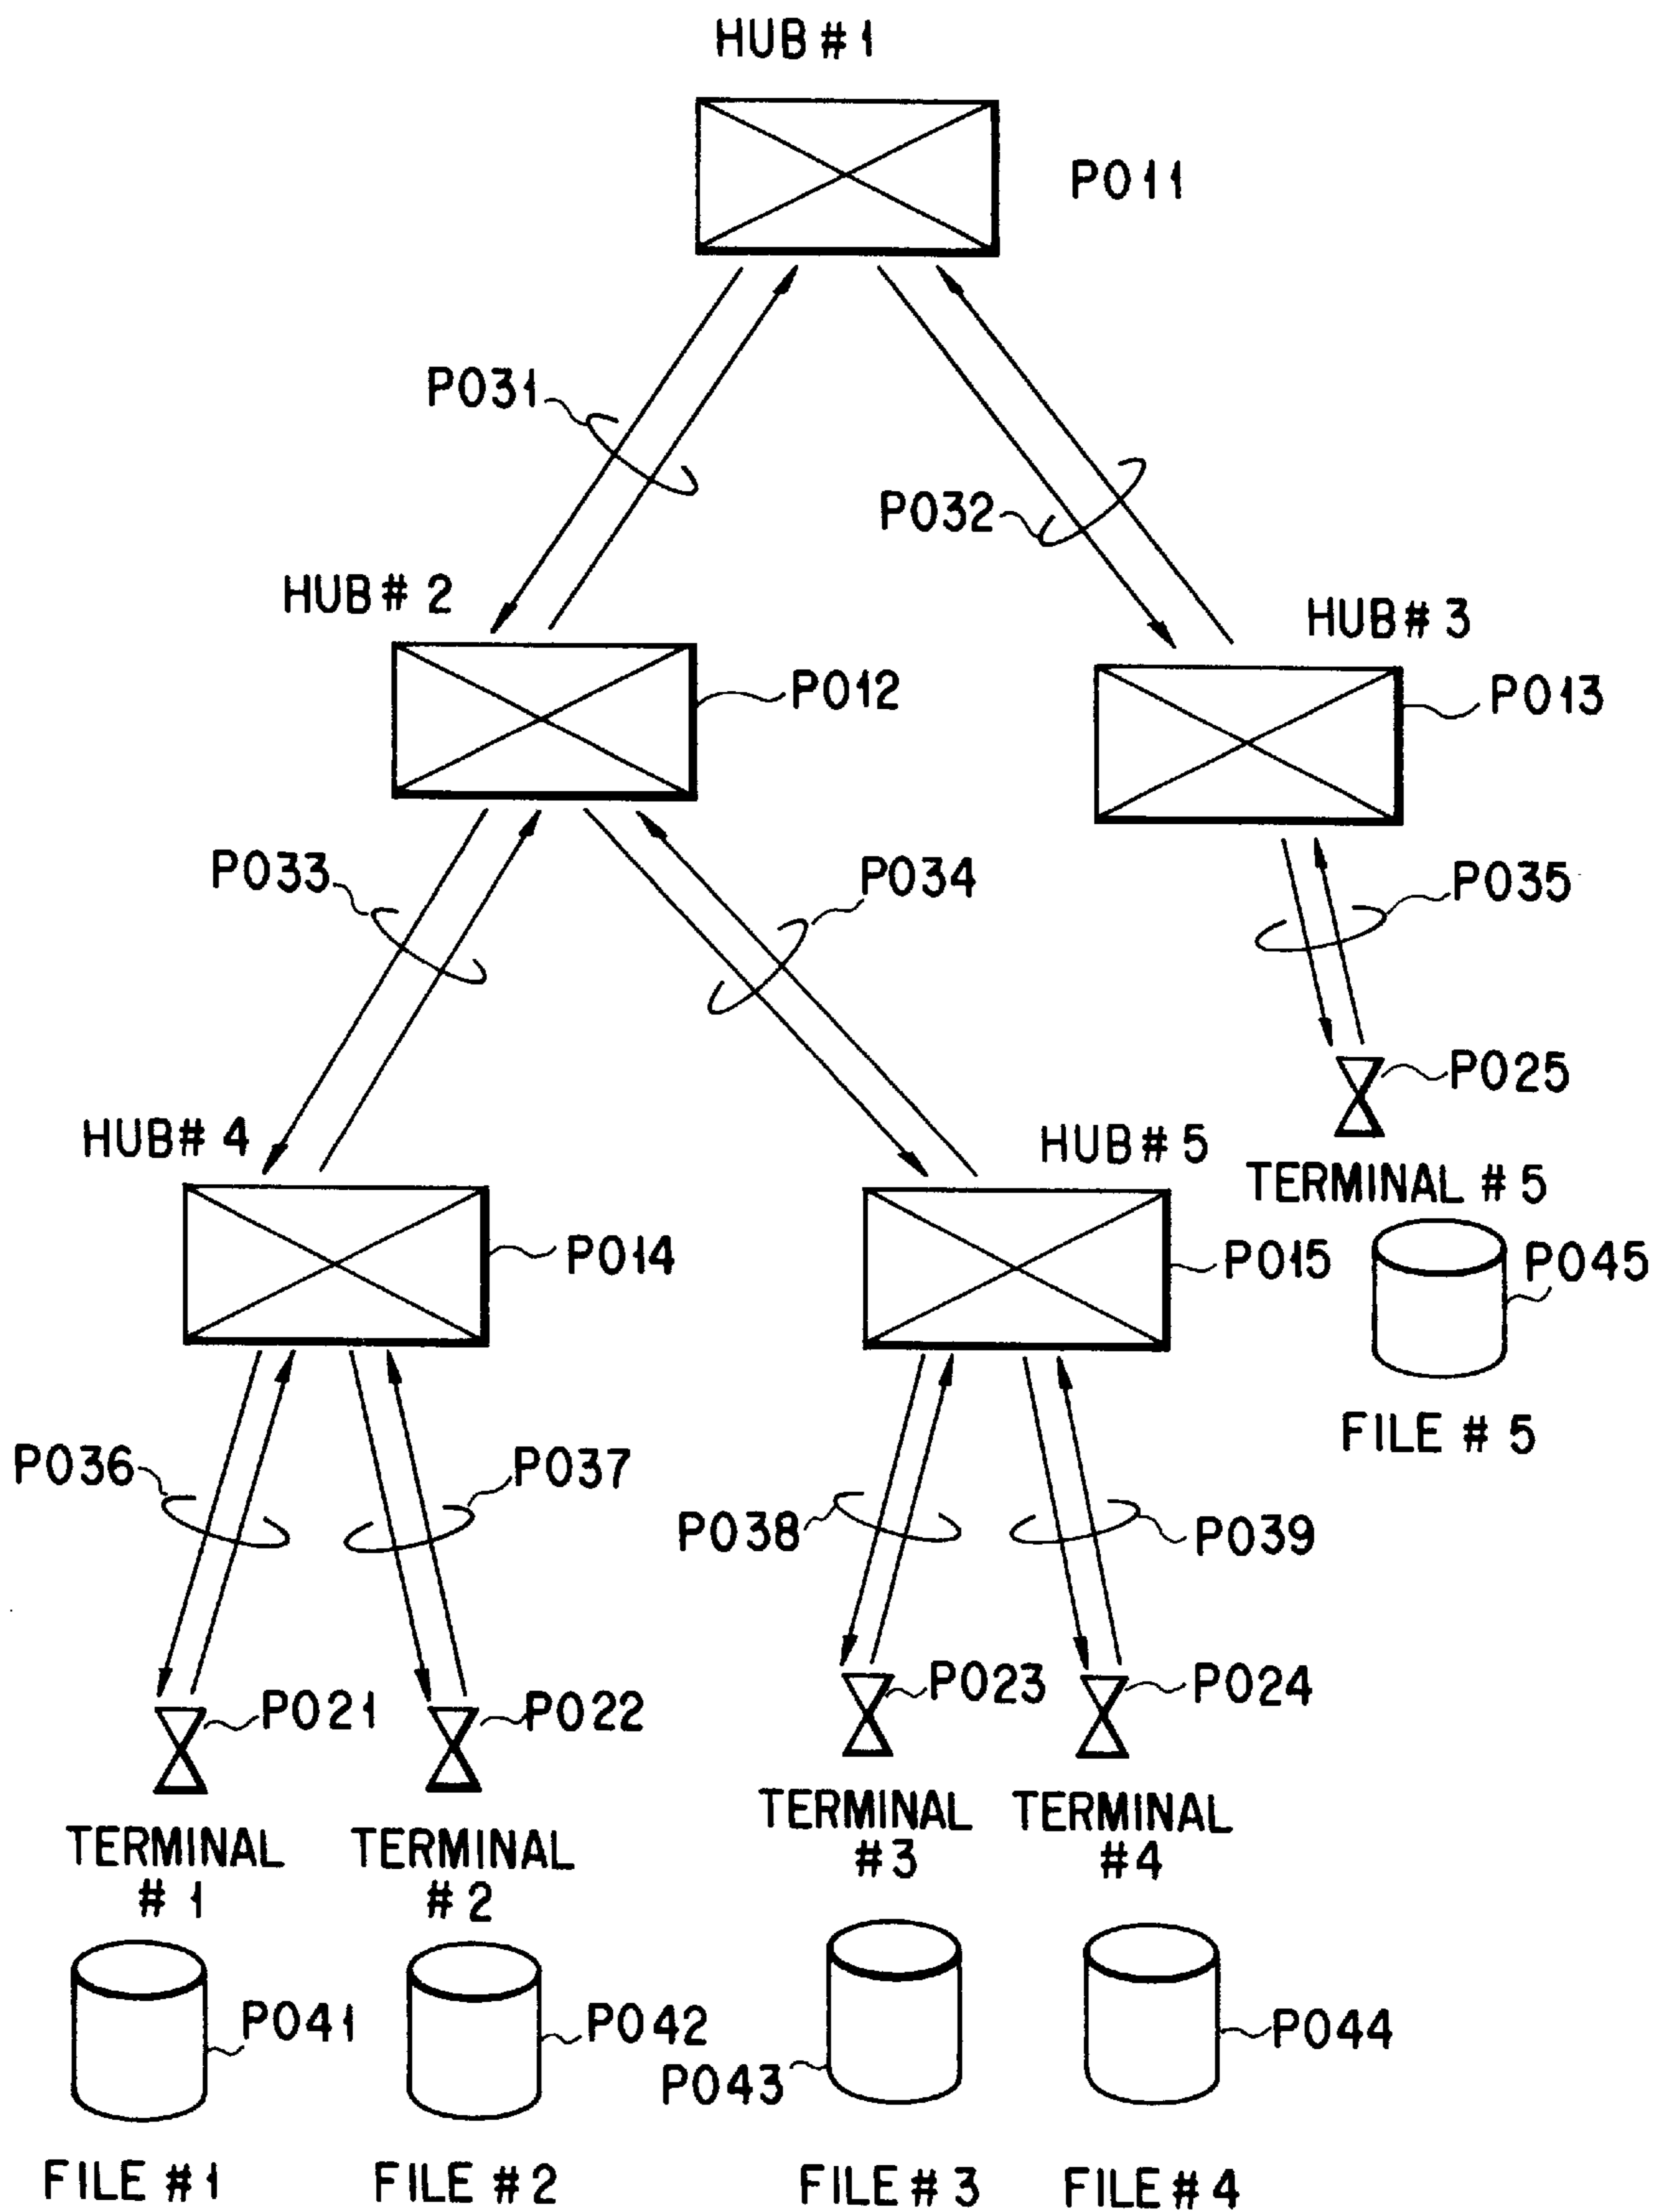 HUB # 1
P011
P031
P032
HUB # 2
HUB # 3
P012
P013
P033
P034
P035
P025
HUB # 4
HUB # 5
TERMINAL # 5
P014
P015
P045
FILE # 5
P036
P037
P038
P039
P021
P022
P023
P024
TERMINAL
# 1
TERMINAL
# 2
TERMINAL
# 3
TERMINAL
# 4
P041
P042
P043
P044
FILE # 1
FILE # 2
FILE # 3
FILE # 4